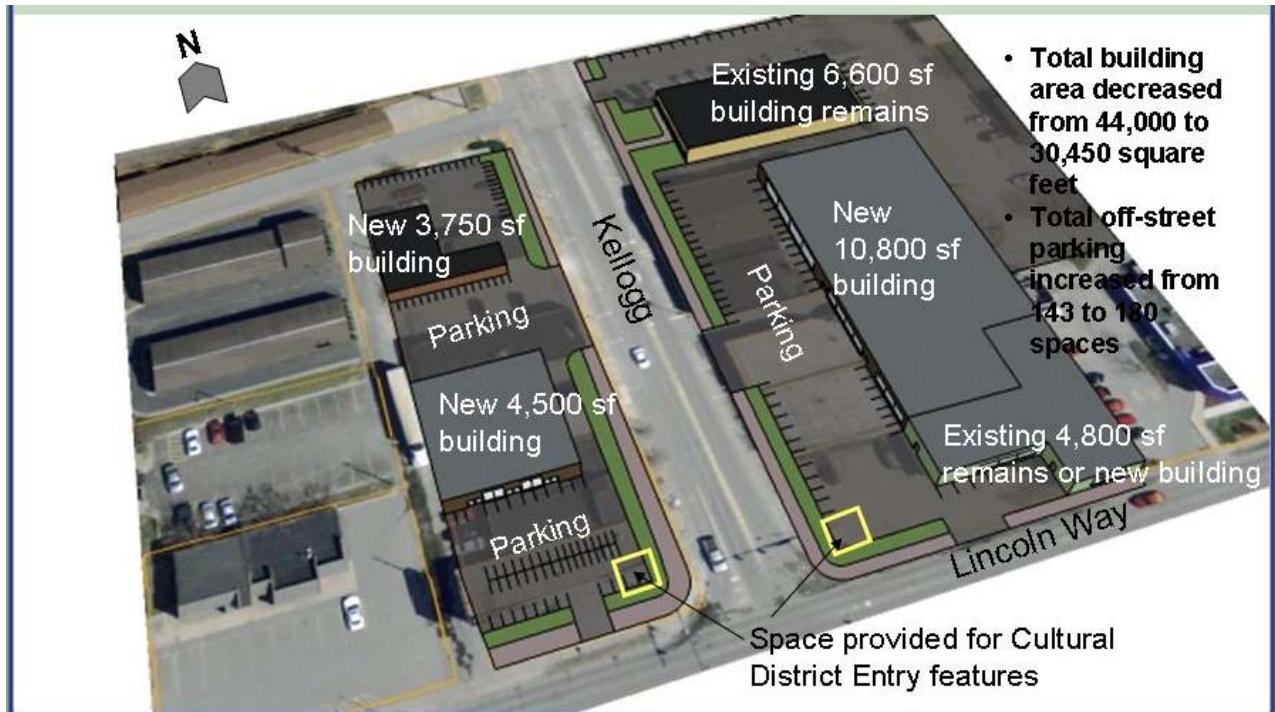 N
Existing 6,600 sf
building remains
• Total building
area decreased
from 44,000 to
30,450 square
feet
• Total off-street
parking
increased from
143 to 180
spaces
New 3,750 sf
building
Kellogg
New
10,800 sf
building
Parking
Parking
New 4,500 sf
building
Existing 4,800 sf
remains or new building
Parking
Lincoln Way
Space provided for Cultural
District Entry features